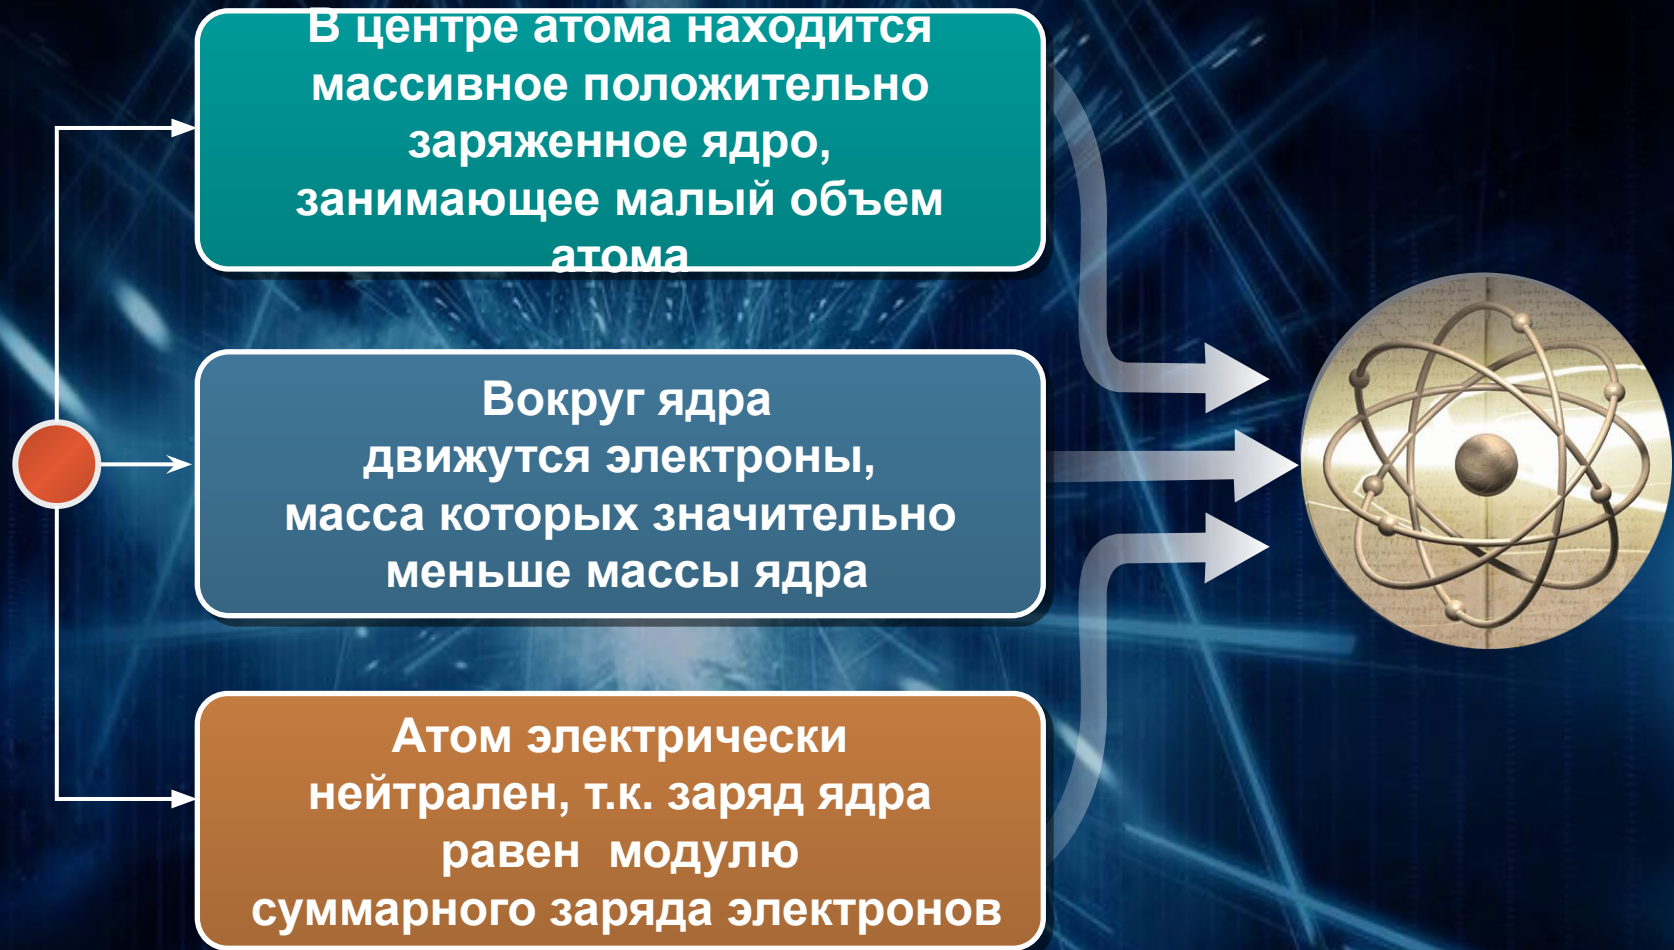 В центре атома находится
массивное положительно
заряженное ядро,
занимающее малый объем
атома
Вокруг ядра
движутся электроны,
масса которых значительно
меньше массы ядра
Атом электрически
нейтрален, т.к. заряд ядра
равен  модулю
суммарного заряда электронов